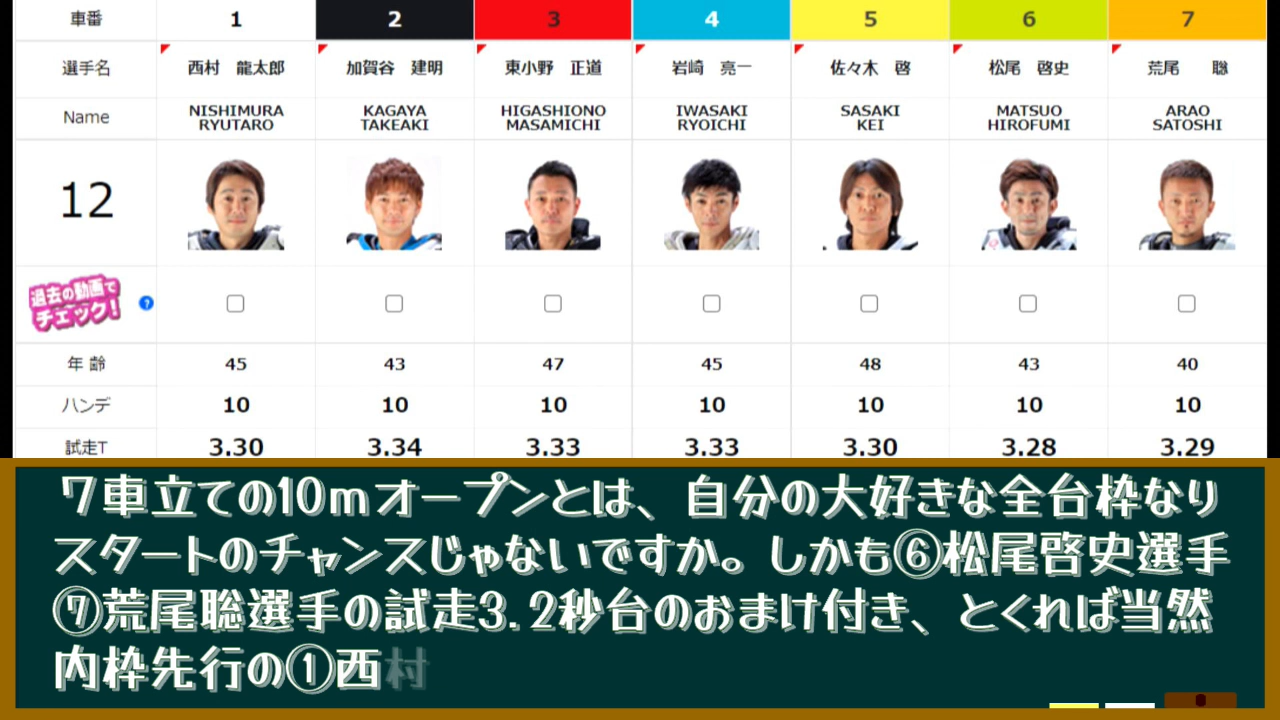 車番 1 2 3 4 5 6 7
選手名 西村 龍太郎 加賀谷 建明 東小野 正道 岩崎 亮一 佐々木 啓 松尾 啓史 荒尾 聡
Name NISHIMURA RYUTARO KAGAYA TAKEAKI HIGASHIONO MASAMICHI IWASAKI RYOICHI SASAKI KEI MATSUO HIROFUMI ARAO SATOSHI
12
過去の動画で
チェック!
?
年齢 45 43 47 45 48 43 40
ハンデ 10 10 10 10 10 10 10
試走T 3.30 3.34 3.33 3.33 3.30 3.28 3.29
7車立ての10mオープンとは、自分の大好きな全台枠なり
スタートのチャンスじゃないですか。しかも⑥松尾啓史選手
⑦荒尾聡選手の試走3.2秒台のおまけ付き、とくれば当然
内枠先行の①西村